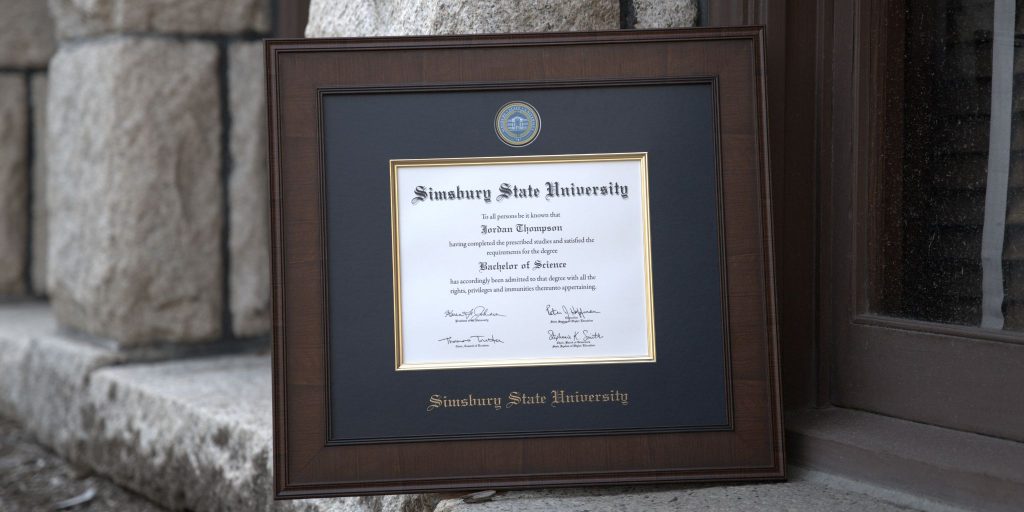 Simsbury State University
To all persons be it known that
Jordan Thompson
having completed the prescribed studies and satisfied the
requirements for the degree
Bachelor of Science
has accordingly been admitted to that degree with all the
rights, privileges and immunities thereunto appertaining.
Simsbury State University